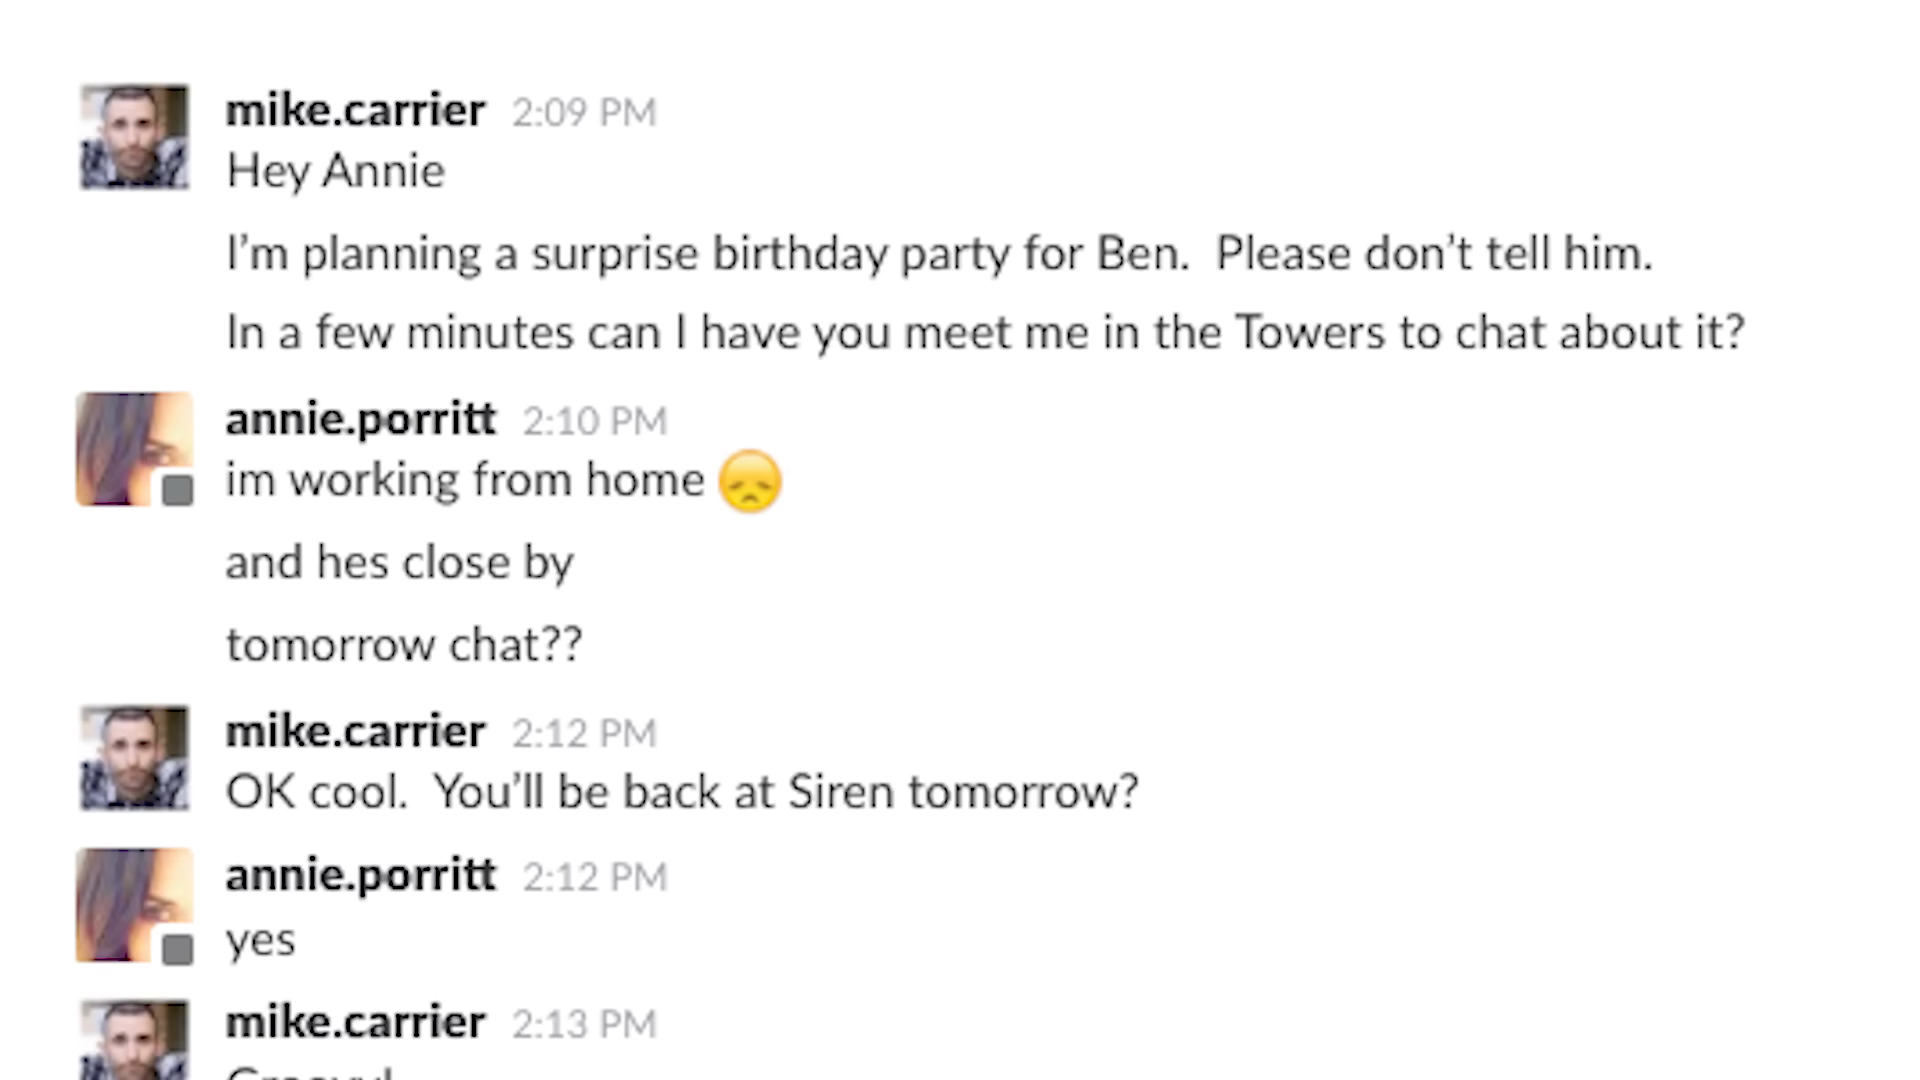 mike.carrier 2:09 PM
Hey Annie
I’m planning a surprise birthday party for Ben.  Please don’t tell him.
In a few minutes can I have you meet me in the Towers to chat about it?
annie.porritt 2:10 PM
im working from home
and hes close by
tomorrow chat??
mike.carrier 2:12 PM
OK cool.  You’ll be back at Siren tomorrow?
annie.porritt 2:12 PM
yes
mike.carrier 2:13 PM